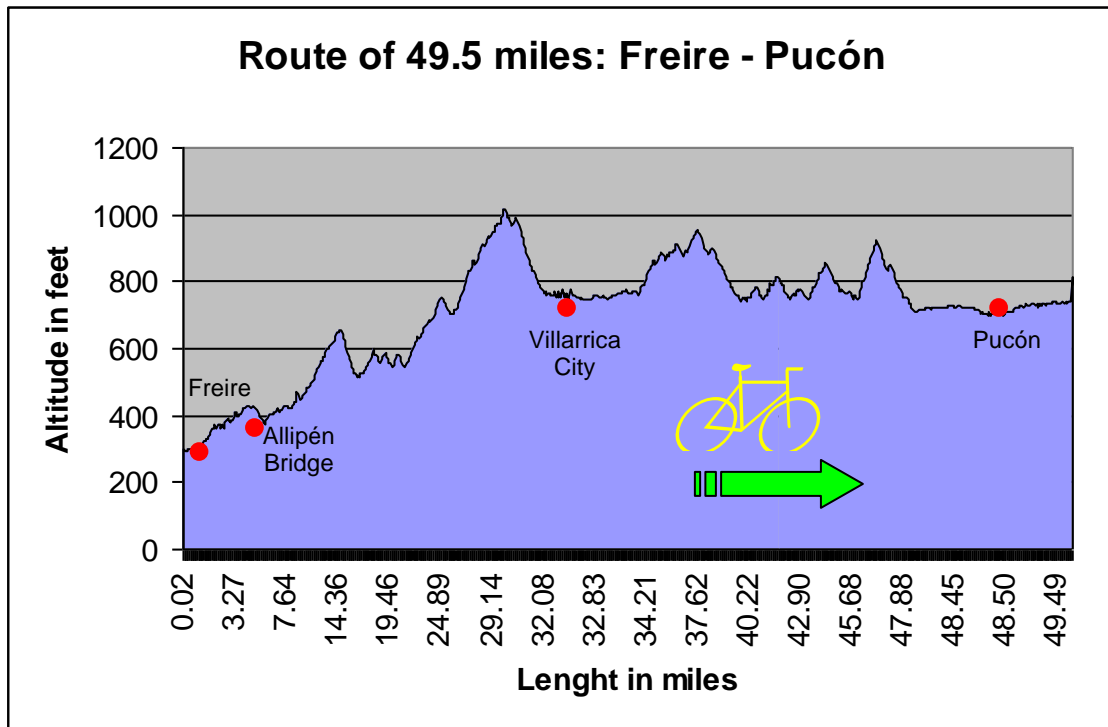 Route of 49.5 miles: Freire - Pucón
1200
1000
800
600
400
200
0
Altitude in feet
Freire
Allipén
Bridge
Villarrica
City
Pucón
0.02
3.27
7.64
14.36
19.46
24.89
29.14
32.08
32.83
34.21
37.62
40.22
42.90
45.68
47.88
48.45
48.50
49.49
Lenght in miles